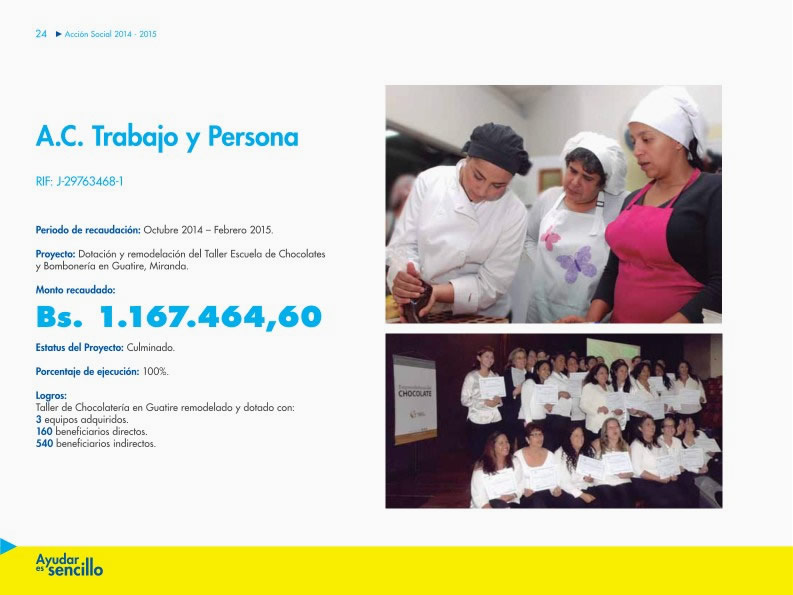 24 ▶ Acción Social 2014 - 2015
A.C. Trabajo y Persona
RIF: J-29763468-1
Periodo de recaudación: Octubre 2014 – Febrero 2015.
Proyecto: Dotación y remodelación del Taller Escuela de Chocolates
y Bombonería en Guatire, Miranda.
Monto recaudado:
Bs. 1.167.464,60
Estatus del Proyecto: Culminado.
Porcentaje de ejecución: 100%.
Logros:
Taller de Chocolatería en Guatire remodelado y dotado con:
3 equipos adquiridos.
160 beneficiarios directos.
540 beneficiarios indirectos.
CHOCOLATE
Ayudar
es sencillo